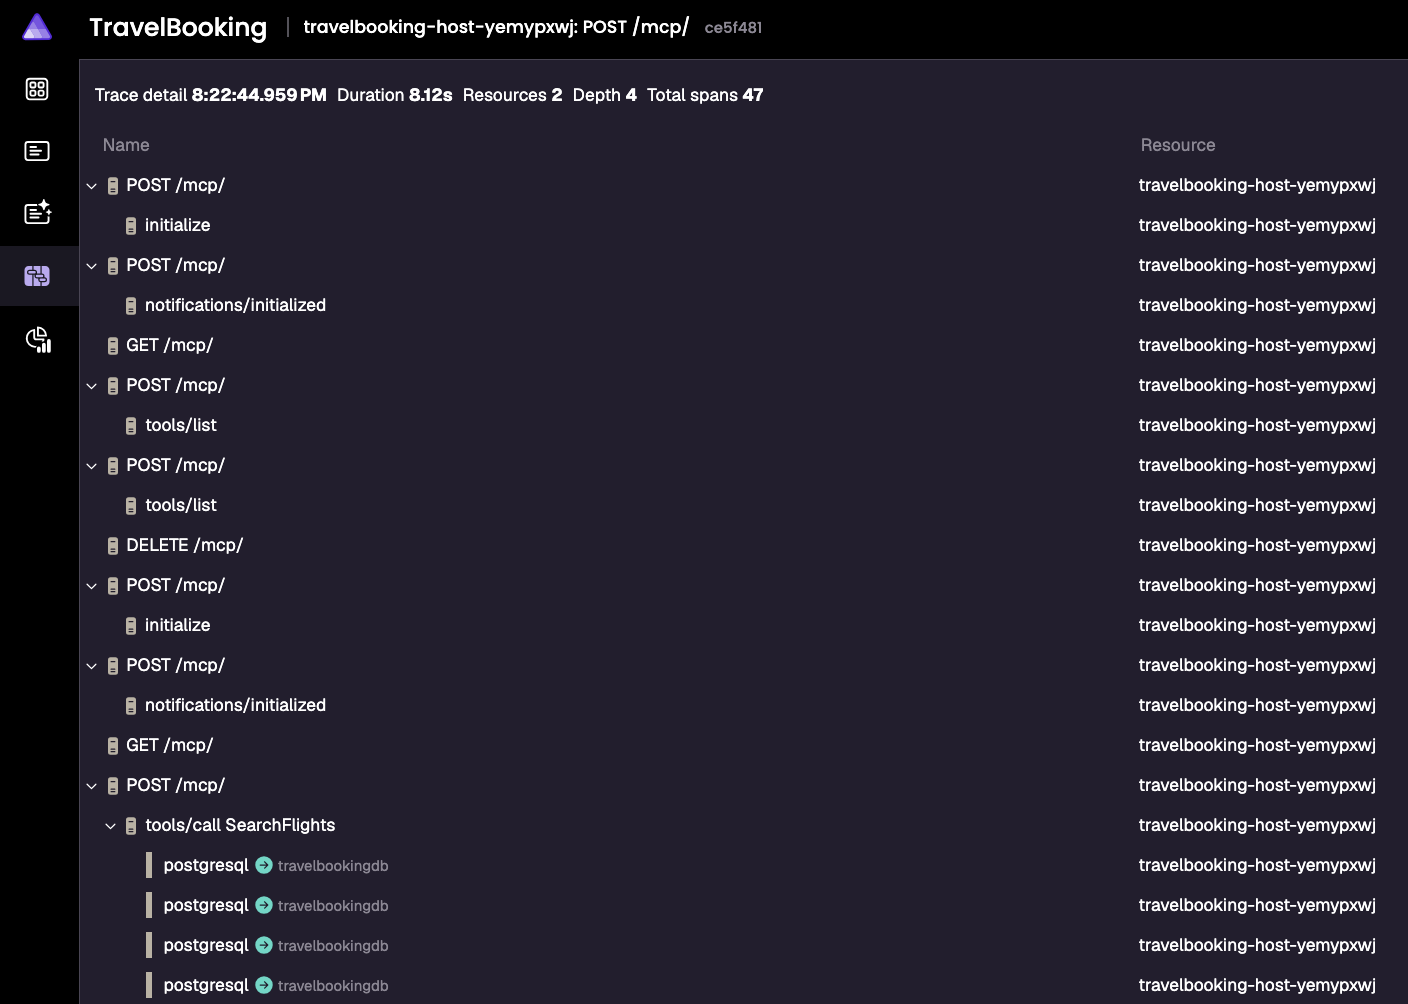 TravelBooking | travelbooking-host-yemypxwj: POST /mcp/ ce5f481
Trace detail 8:22:44.959 PM Duration 8.12s Resources 2 Depth 4 Total spans 47
Name Resource
POST /mcp/ travelbooking-host-yemypxwj
initialize travelbooking-host-yemypxwj
POST /mcp/ travelbooking-host-yemypxwj
notifications/initialized travelbooking-host-yemypxwj
GET /mcp/ travelbooking-host-yemypxwj
POST /mcp/ travelbooking-host-yemypxwj
tools/list travelbooking-host-yemypxwj
POST /mcp/ travelbooking-host-yemypxwj
tools/list travelbooking-host-yemypxwj
DELETE /mcp/ travelbooking-host-yemypxwj
POST /mcp/ travelbooking-host-yemypxwj
initialize travelbooking-host-yemypxwj
POST /mcp/ travelbooking-host-yemypxwj
notifications/initialized travelbooking-host-yemypxwj
GET /mcp/ travelbooking-host-yemypxwj
POST /mcp/ travelbooking-host-yemypxwj
tools/call SearchFlights travelbooking-host-yemypxwj
postgresql travelbookingdb travelbooking-host-yemypxwj
postgresql travelbookingdb travelbooking-host-yemypxwj
postgresql travelbookingdb travelbooking-host-yemypxwj
postgresql travelbookingdb travelbooking-host-yemypxwj